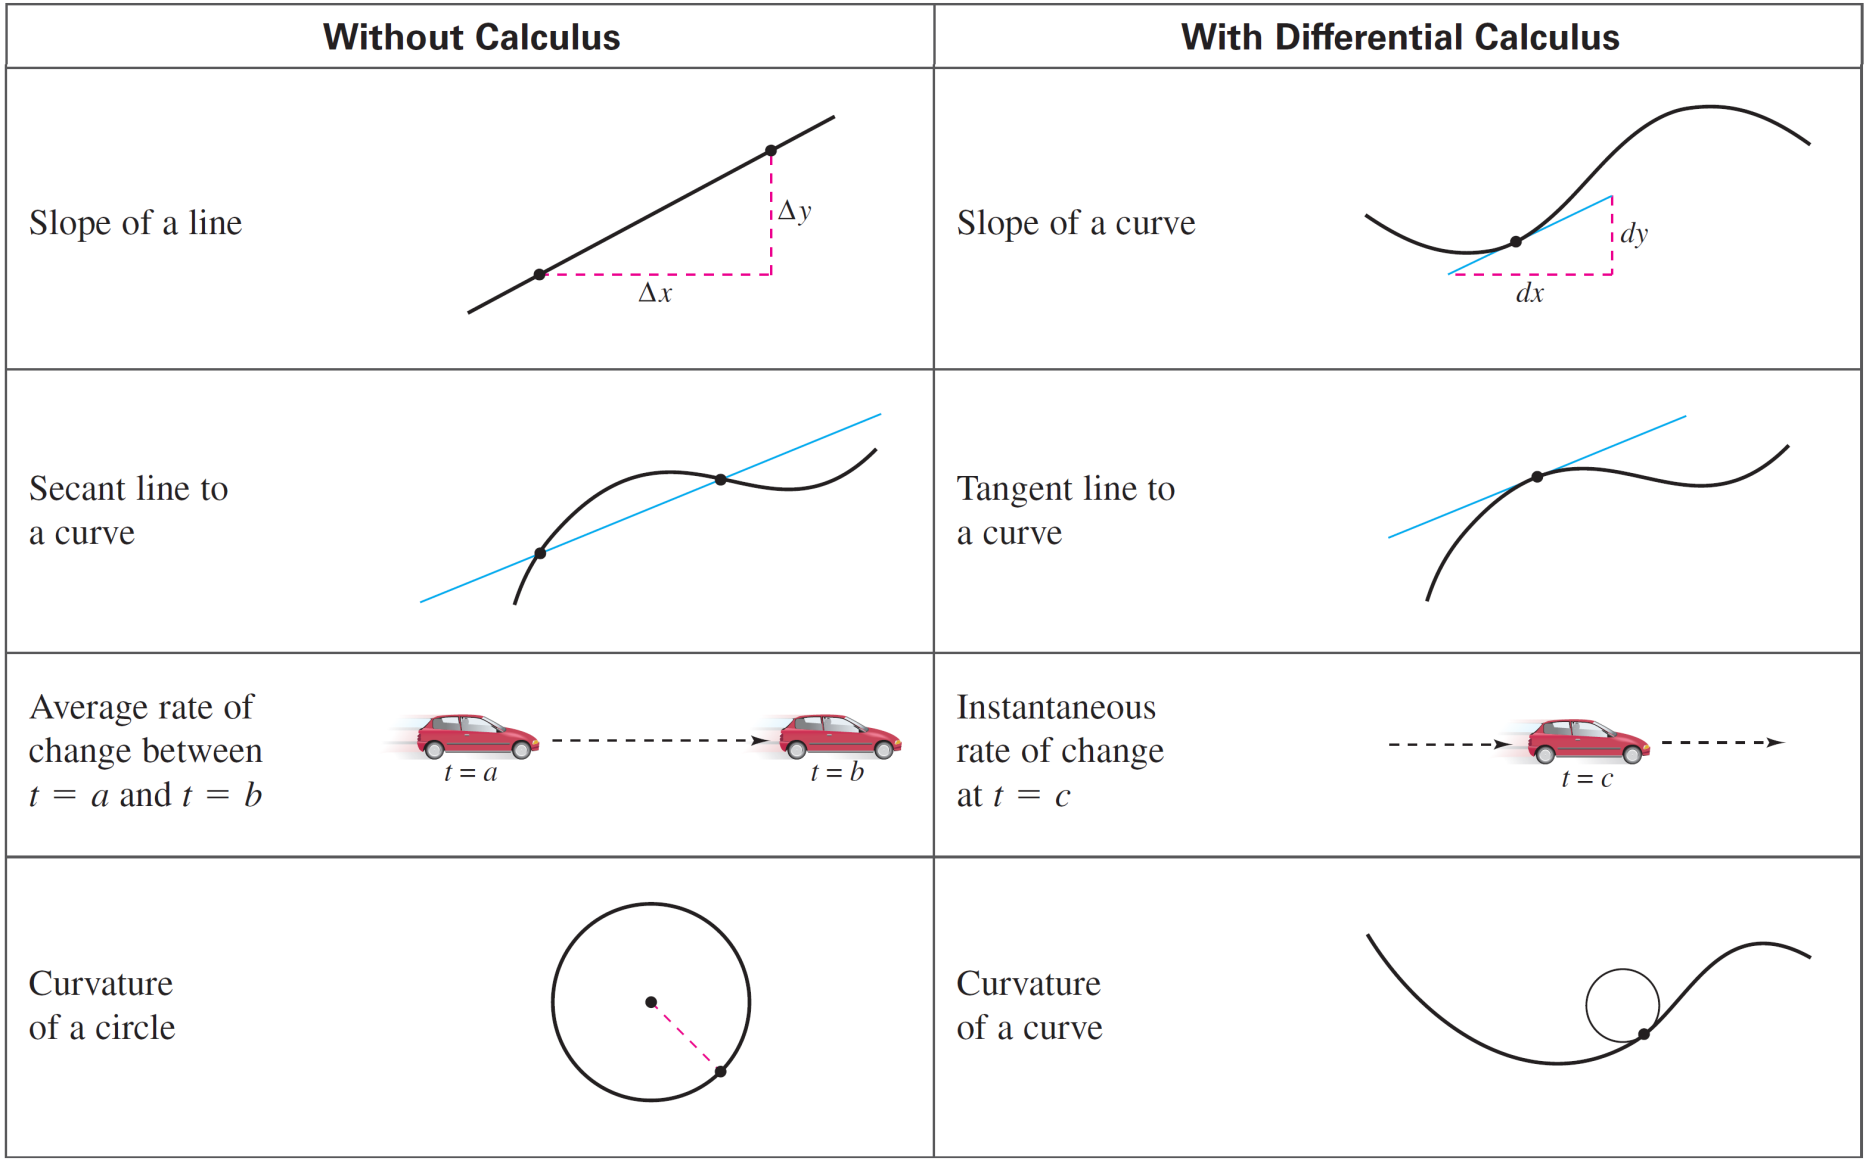 Without Calculus
With Differential Calculus
Slope of a line
Δy
Δx
Slope of a curve
dy
dx
Secant line to
a curve
Tangent line to
a curve
Average rate of
change between
t = a and t = b
t = a
t = b
Instantaneous
rate of change
at t = c
t = c
Curvature
of a circle
Curvature
of a curve